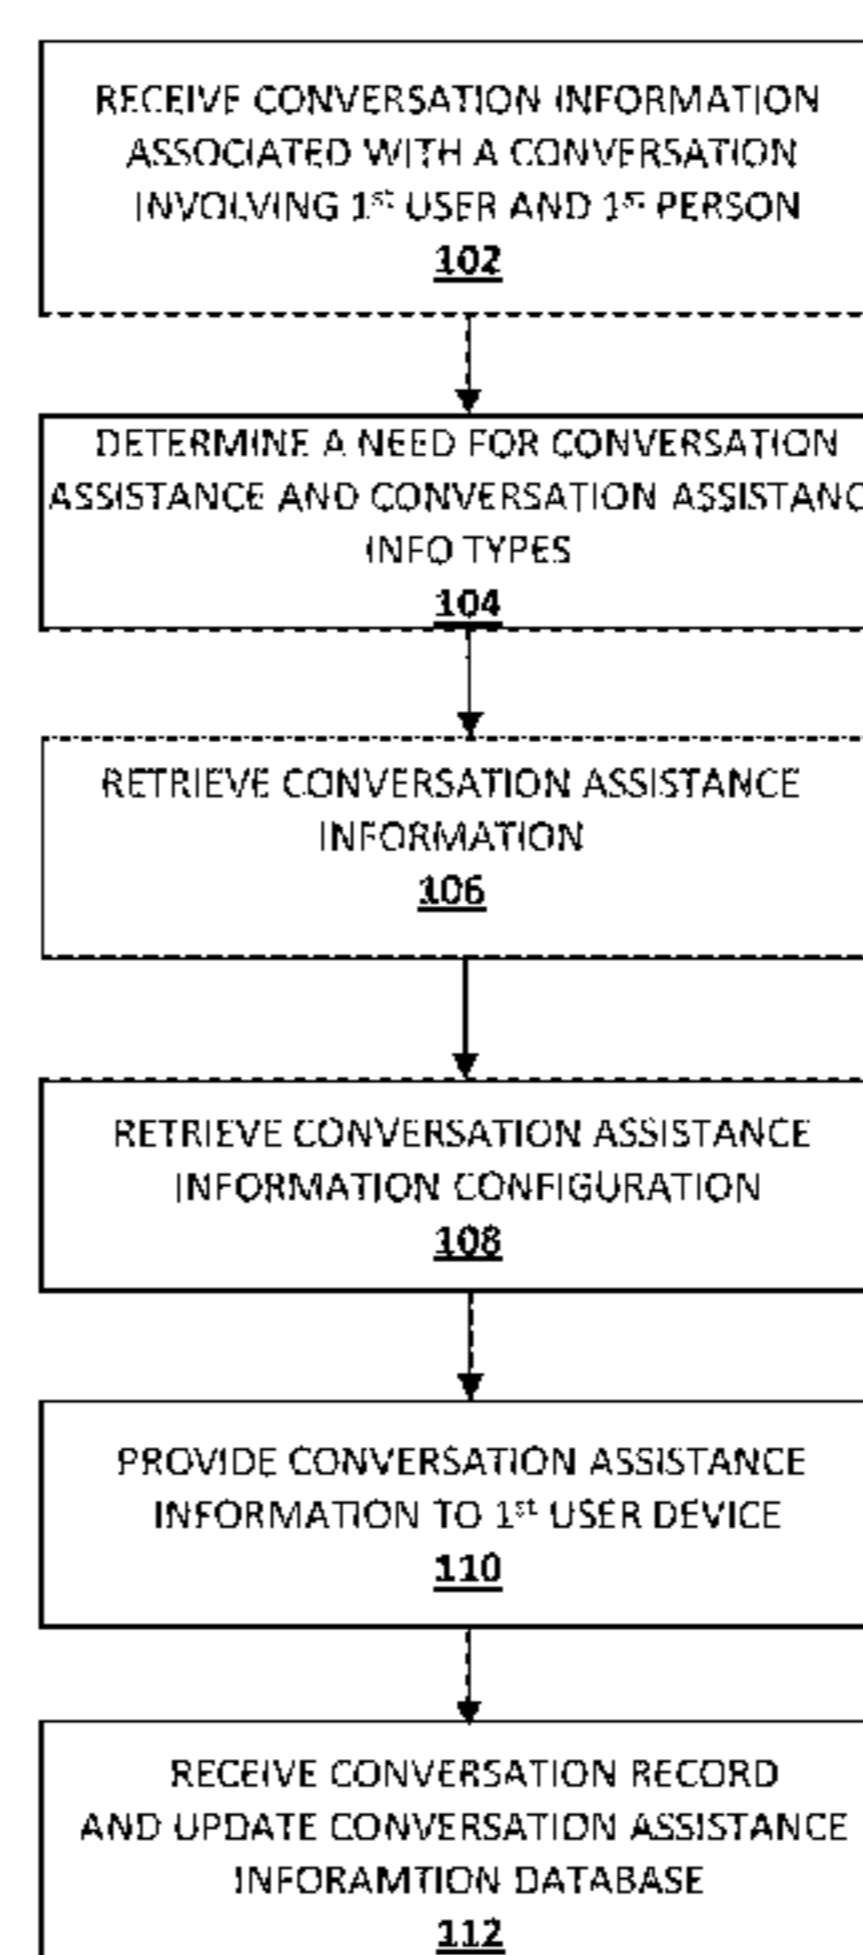 RECEIVE CONVERSATION INFORMATION
ASSOCIATED WITH A CONVERSATION
INVOLVING 1st USER AND 1st PERSON
102
DETERMINE A NEED FOR CONVERSATION
ASSISTANCE AND CONVERSATION ASSISTANC
INFO TYPES
104
RETRIEVE CONVERSATION ASSISTANCE
INFORMATION
106
RETRIEVE CONVERSATION ASSISTANCE
INFORMATION CONFIGURATION
108
PROVIDE CONVERSATION ASSISTANCE
INFORMATION TO 1st USER DEVICE
110
RECEIVE CONVERSATION RECORD
AND UPDATE CONVERSATION ASSISTANCE
INFORAMTION DATABASE
112